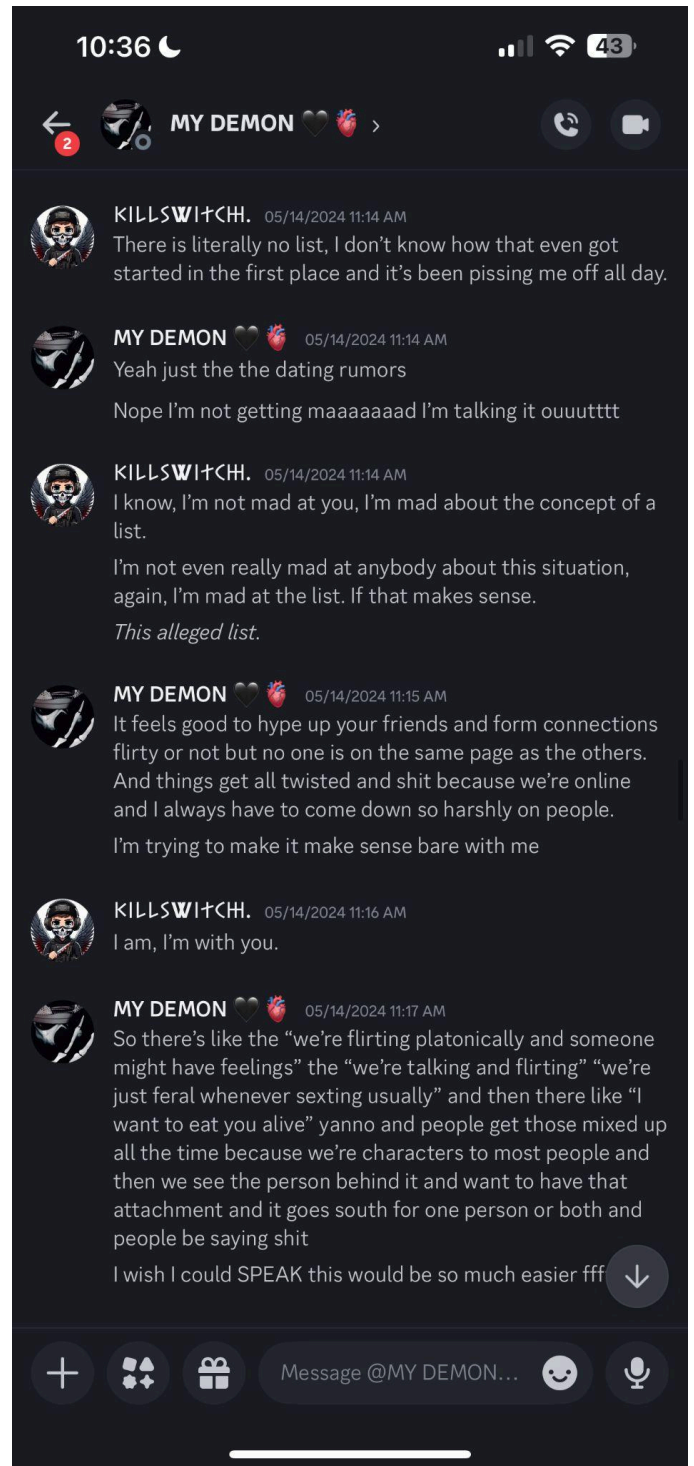 10:36
43
2
MY DEMON 🖤 🫀 ›
KILLSWITCH. 05/14/2024 11:14 AM
There is literally no list, I don’t know how that even got
started in the first place and it’s been pissing me off all day.
MY DEMON 🖤 🫀 05/14/2024 11:14 AM
Yeah just the the dating rumors
Nope I’m not getting maaaaaaad I’m talking it ouuutttt
KILLSWITCH. 05/14/2024 11:14 AM
I know, I’m not mad at you, I’m mad about the concept of a
list.
I’m not even really mad at anybody about this situation,
again, I’m mad at the list. If that makes sense.
This alleged list.
MY DEMON 🖤 🫀 05/14/2024 11:15 AM
It feels good to hype up your friends and form connections
flirty or not but no one is on the same page as the others.
And things get all twisted and shit because we’re online
and I always have to come down so harshly on people.
I’m trying to make it make sense bare with me
KILLSWITCH. 05/14/2024 11:16 AM
I am, I’m with you.
MY DEMON 🖤 🫀 05/14/2024 11:17 AM
So there’s like the “we’re flirting platonically and someone
might have feelings” the “we’re talking and flirting” “we’re
just feral whenever sexting usually” and then there like “I
want to eat you alive” yanno and people get those mixed up
all the time because we’re characters to most people and
then we see the person behind it and want to have that
attachment and it goes south for one person or both and
people be saying shit
I wish I could SPEAK this would be so much easier fff
Message @MY DEMON...